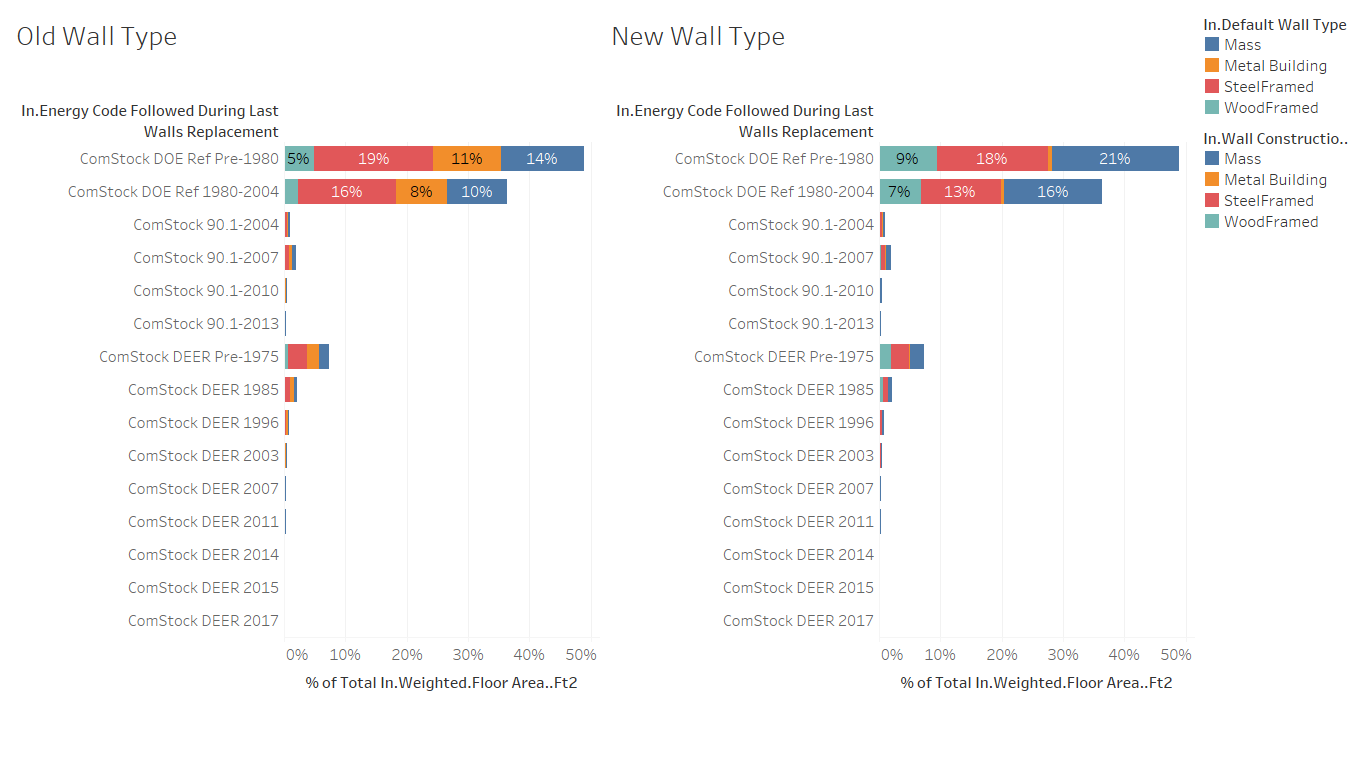 Old Wall Type
New Wall Type
In.Default Wall Type
Mass
Metal Building
SteelFramed
WoodFramed
In.Wall Constructio..
Mass
Metal Building
SteelFramed
WoodFramed
In.Energy Code Followed During Last
Walls Replacement
ComStock DOE Ref Pre-1980 5% 19% 11% 14%
ComStock DOE Ref 1980-2004 16% 8% 10%
ComStock 90.1-2004
ComStock 90.1-2007
ComStock 90.1-2010
ComStock 90.1-2013
ComStock DEER Pre-1975
ComStock DEER 1985
ComStock DEER 1996
ComStock DEER 2003
ComStock DEER 2007
ComStock DEER 2011
ComStock DEER 2014
ComStock DEER 2015
ComStock DEER 2017
0% 10% 20% 30% 40% 50%
% of Total In.Weighted.Floor Area..Ft2
In.Energy Code Followed During Last
Walls Replacement
ComStock DOE Ref Pre-1980 9% 18% 21%
ComStock DOE Ref 1980-2004 7% 13% 16%
ComStock 90.1-2004
ComStock 90.1-2007
ComStock 90.1-2010
ComStock 90.1-2013
ComStock DEER Pre-1975
ComStock DEER 1985
ComStock DEER 1996
ComStock DEER 2003
ComStock DEER 2007
ComStock DEER 2011
ComStock DEER 2014
ComStock DEER 2015
ComStock DEER 2017
0% 10% 20% 30% 40% 50%
% of Total In.Weighted.Floor Area..Ft2